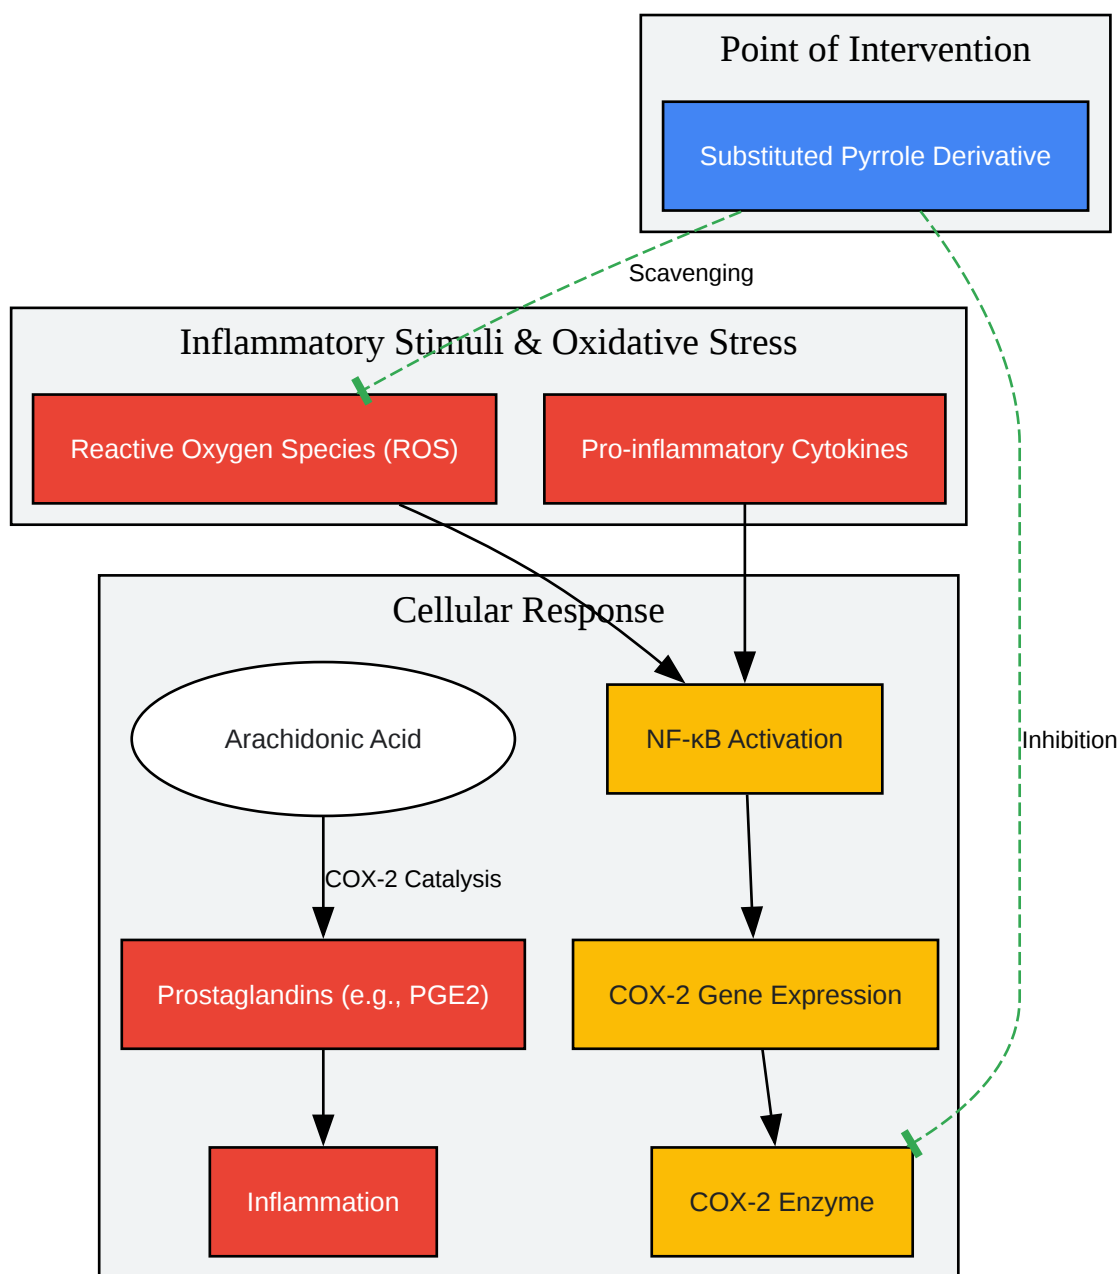 Point of Intervention
Substituted Pyrrole Derivative
Scavenging
Inflammatory Stimuli & Oxidative Stress
Reactive Oxygen Species (ROS)
Pro-inflammatory Cytokines
Cellular Response
Arachidonic Acid
NF-κB Activation
Inhibition
COX-2 Catalysis
Prostaglandins (e.g., PGE2)
COX-2 Gene Expression
Inflammation
COX-2 Enzyme